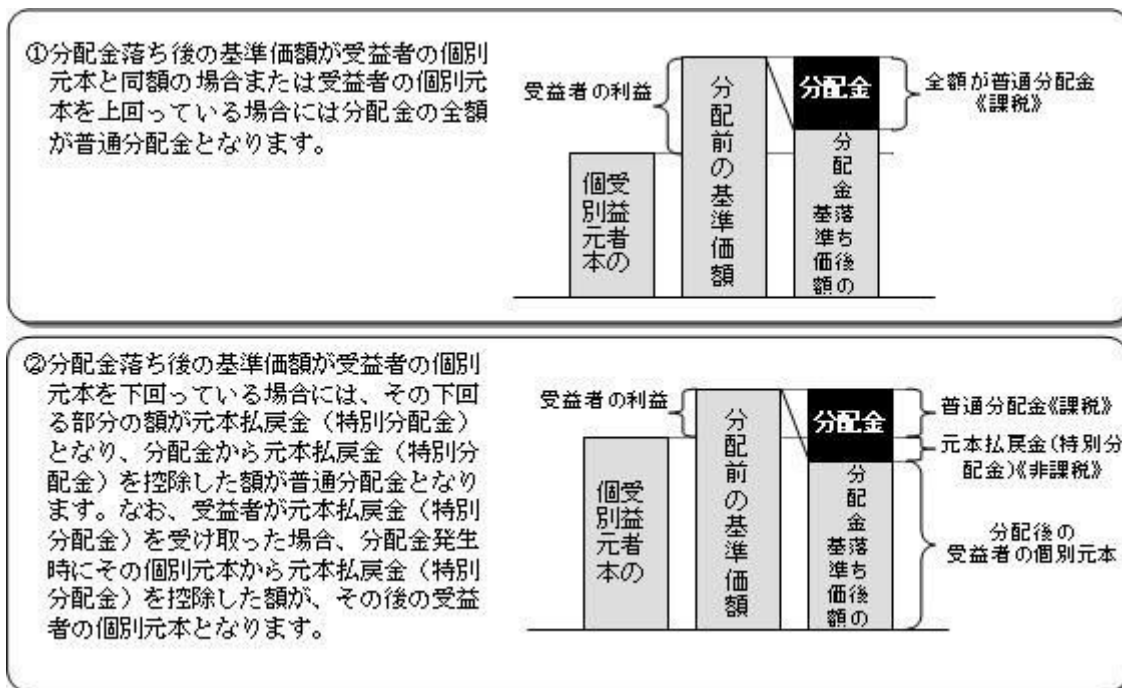 ①分配金落ち後の基準価額が受益者の個別
元本と同額の場合または受益者の個別元
本を上回っている場合には分配金の全額
が普通分配金となります。
受益者の利益
個別元本
受益者の
分配前の基準価額
分配金
分配金落ち後の
基準価額
全額が普通分配金
《課税》
②分配金落ち後の基準価額が受益者の個別
元本を下回っている場合には、その下回
る部分の額が元本払戻金（特別分配金）
となり、分配金から元本払戻金（特別分
配金）を控除した額が普通分配金となり
ます。なお、受益者が元本払戻金（特別
分配金）を受け取った場合、分配金発生
時にその個別元本から元本払戻金（特別
分配金）を控除した額が、その後の受益
者の個別元本となります。
受益者の利益
受益者の
個別元本
分配前の基準価額
分配金
分配金落ち後の
基準価額
普通分配金《課税》
元本払戻金(特別分
配金)《非課税》
分配後の
受益者の個別元本